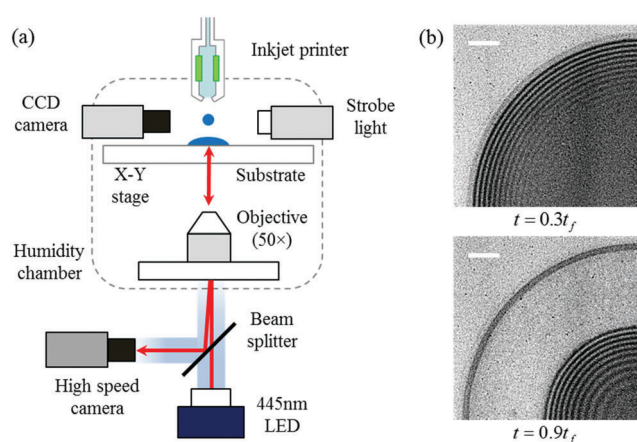 (a)
Inkjet printer
CCD
camera
Strobe
light
X-Y
stage
Substrate
Objective
(50×)
Humidity
chamber
Beam
splitter
High speed
camera
445nm
LED
(b)
t = 0.3t_f
t = 0.9t_f